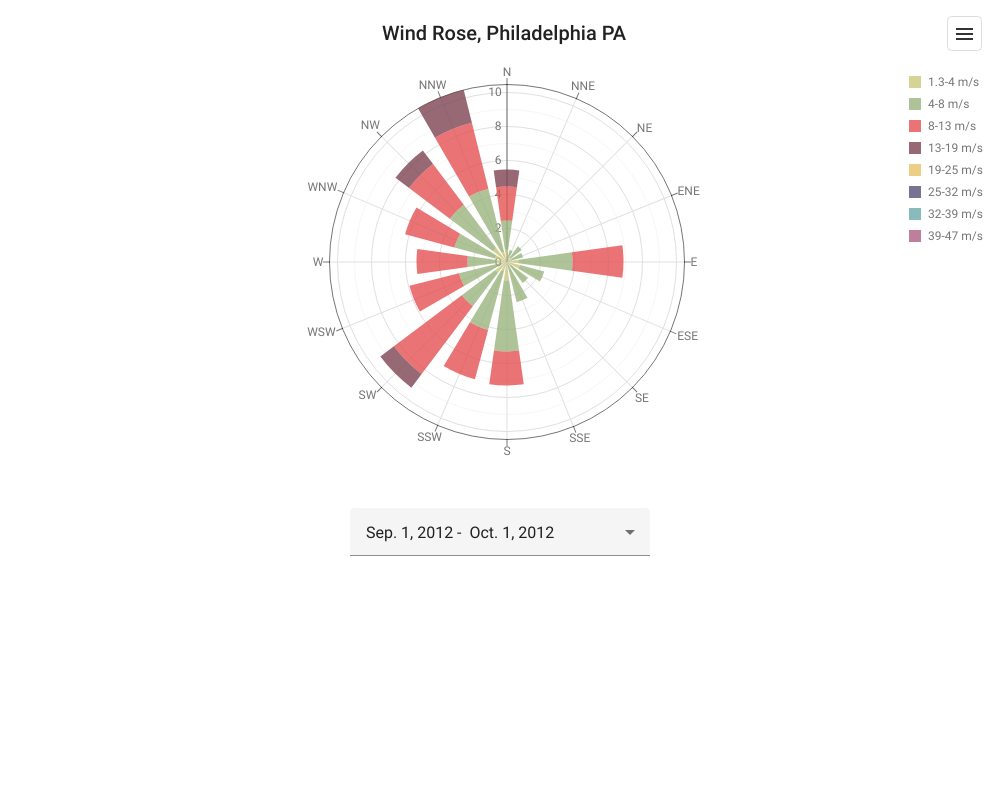 Wind Rose, Philadelphia PA
N
NNE
NE
ENE
E
ESE
SE
SSE
S
SSW
SW
WSW
W
WNW
NW
NNW
10
8
6
4
2
0
1.3-4 m/s
4-8 m/s
8-13 m/s
13-19 m/s
19-25 m/s
25-32 m/s
32-39 m/s
39-47 m/s
Sep. 1, 2012 - Oct. 1, 2012